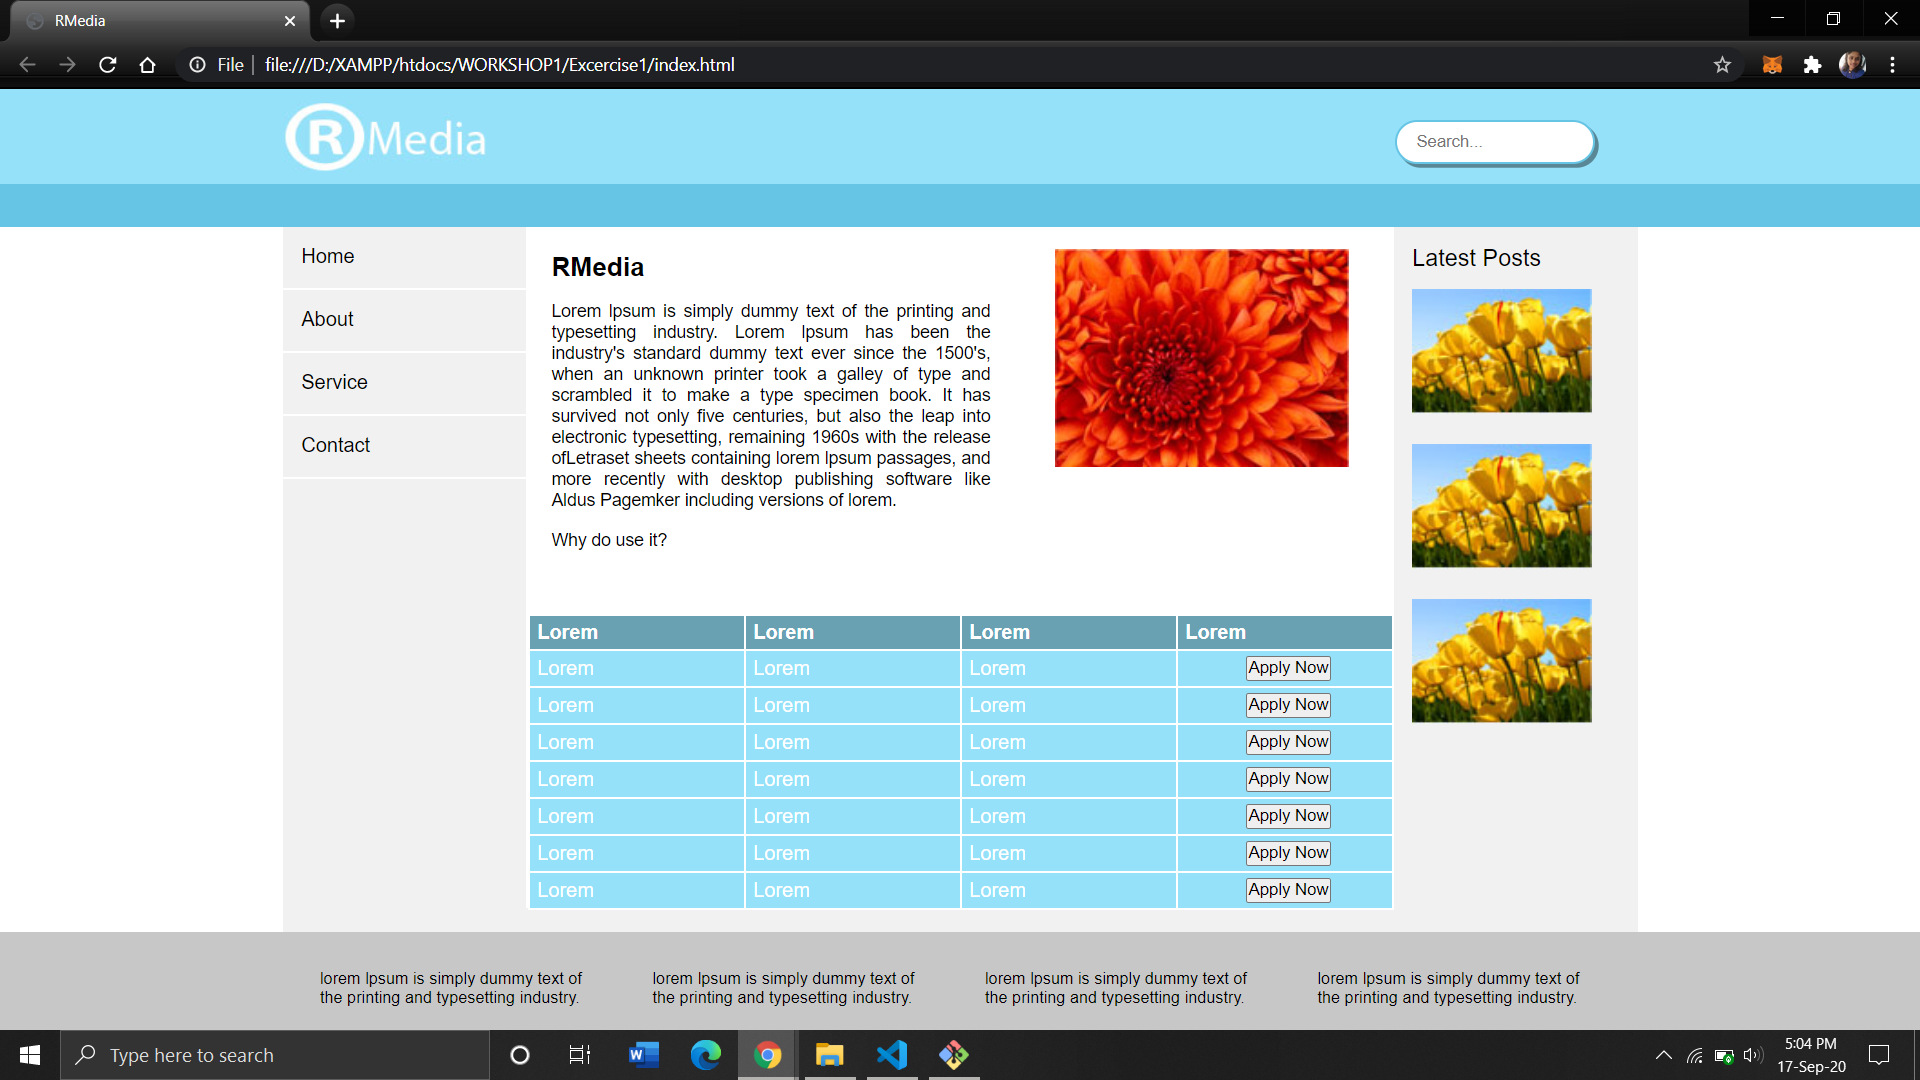 RMedia
File
file:///D:/XAMPP/htdocs/WORKSHOP1/Excercise1/index.html
R Media
Search...
Home
About
Service
Contact
RMedia
Lorem Ipsum is simply dummy text of the printing and
typesetting industry. Lorem Ipsum has been the
industry's standard dummy text ever since the 1500's,
when an unknown printer took a galley of type and
scrambled it to make a type specimen book. It has
survived not only five centuries, but also the leap into
electronic typesetting, remaining 1960s with the release
ofLetraset sheets containing lorem Ipsum passages, and
more recently with desktop publishing software like
Aldus Pagemker including versions of lorem.
Why do use it?
Latest Posts
Lorem Lorem Lorem Lorem
Lorem Lorem Lorem Apply Now
Lorem Lorem Lorem Apply Now
Lorem Lorem Lorem Apply Now
Lorem Lorem Lorem Apply Now
Lorem Lorem Lorem Apply Now
Lorem Lorem Lorem Apply Now
Lorem Lorem Lorem Apply Now
lorem Ipsum is simply dummy text of
the printing and typesetting industry.
lorem Ipsum is simply dummy text of
the printing and typesetting industry.
lorem Ipsum is simply dummy text of
the printing and typesetting industry.
lorem Ipsum is simply dummy text of
the printing and typesetting industry.
Type here to search
5:04 PM
17-Sep-20